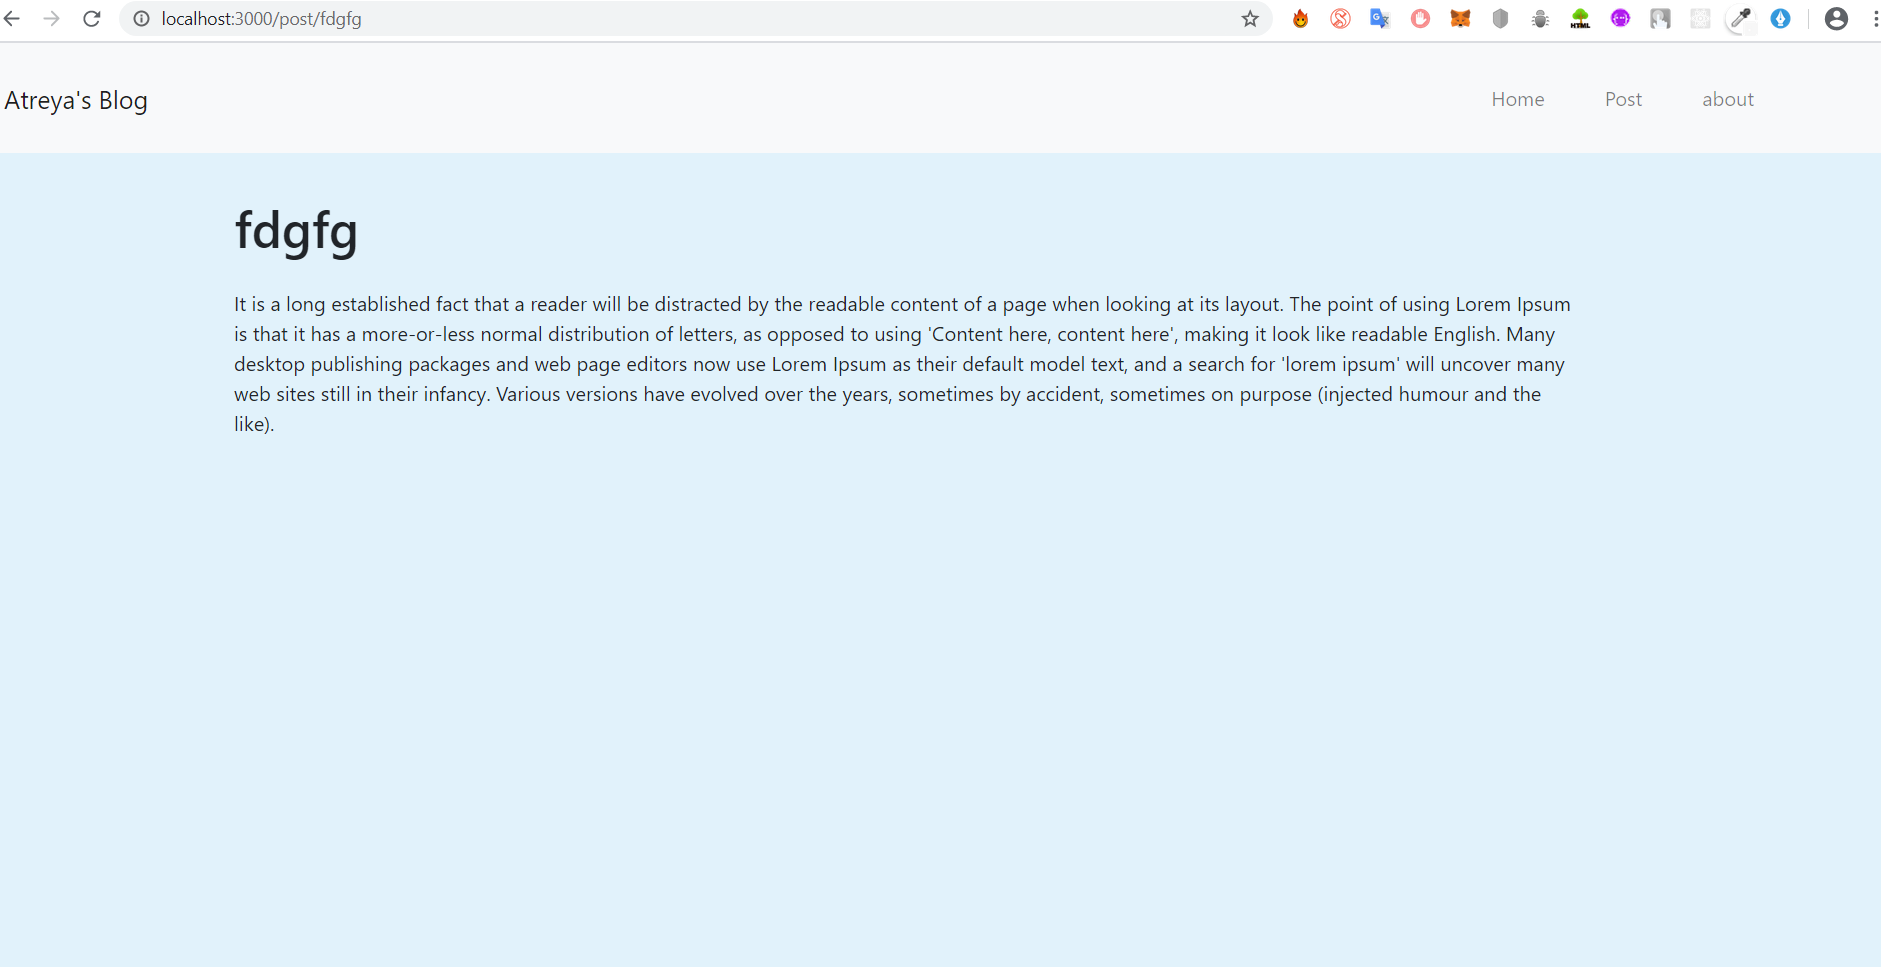 localhost:3000/post/fdgfg
HTML
Atreya's Blog
Home
Post
about
fdgfg
It is a long established fact that a reader will be distracted by the readable content of a page when looking at its layout. The point of using Lorem Ipsum
is that it has a more-or-less normal distribution of letters, as opposed to using 'Content here, content here', making it look like readable English. Many
desktop publishing packages and web page editors now use Lorem Ipsum as their default model text, and a search for 'lorem ipsum' will uncover many
web sites still in their infancy. Various versions have evolved over the years, sometimes by accident, sometimes on purpose (injected humour and the
like).